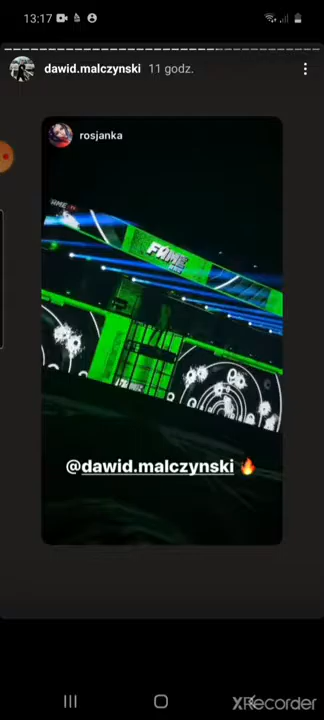 13:17
dawid.malczynski 11 godz.
rosjanka
FAME
@dawid.malczynski 🔥
XRecorder